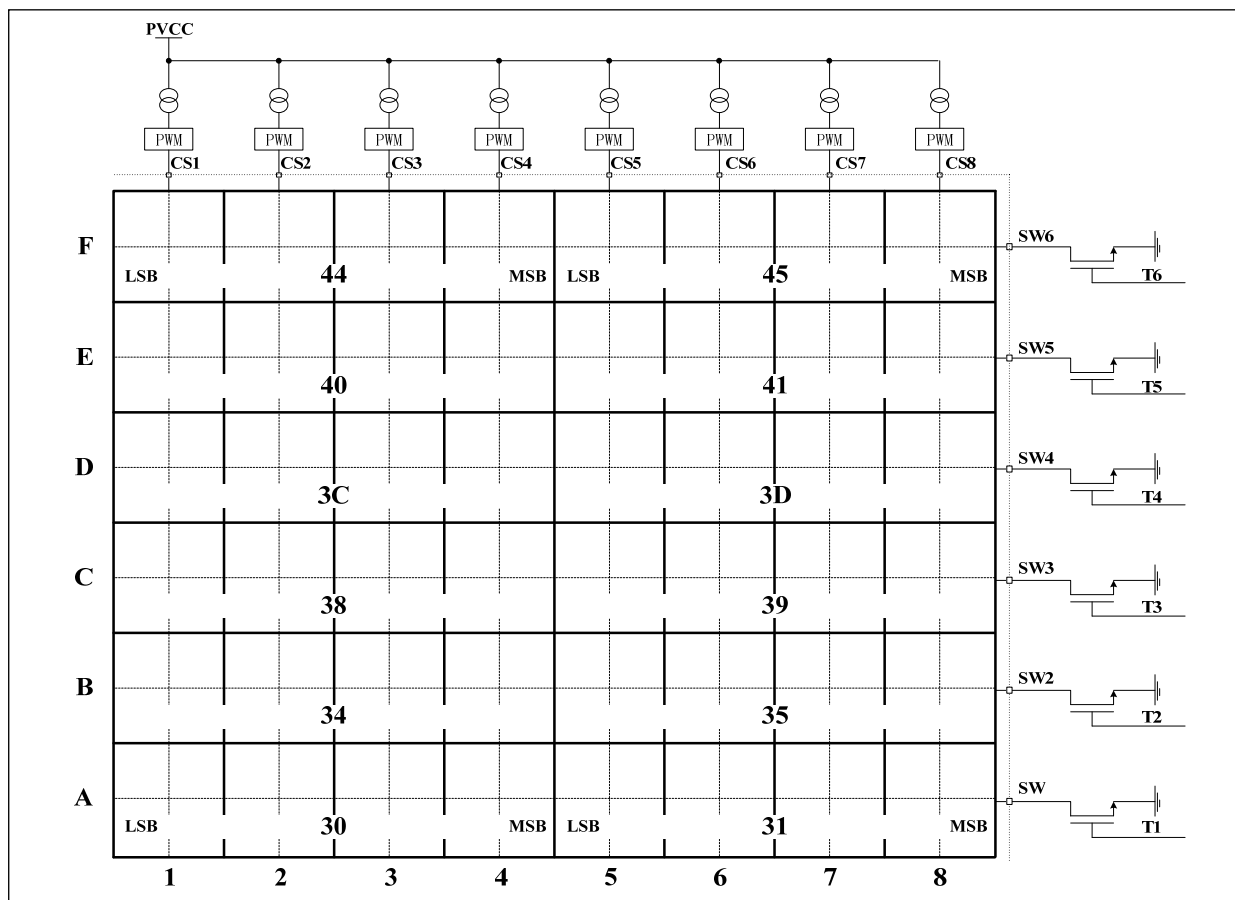 PVCC
PWM PWM PWM PWM PWM PWM PWM PWM
CS1 CS2 CS3 CS4 CS5 CS6 CS7 CS8
F SW6
LSB 44 MSB LSB 45 MSB T6
E SW5
40 41 T5
D SW4
3C 3D T4
C SW3
38 39 T3
B SW2
34 35 T2
A SW
LSB 30 MSB LSB 31 MSB T1
1 2 3 4 5 6 7 8